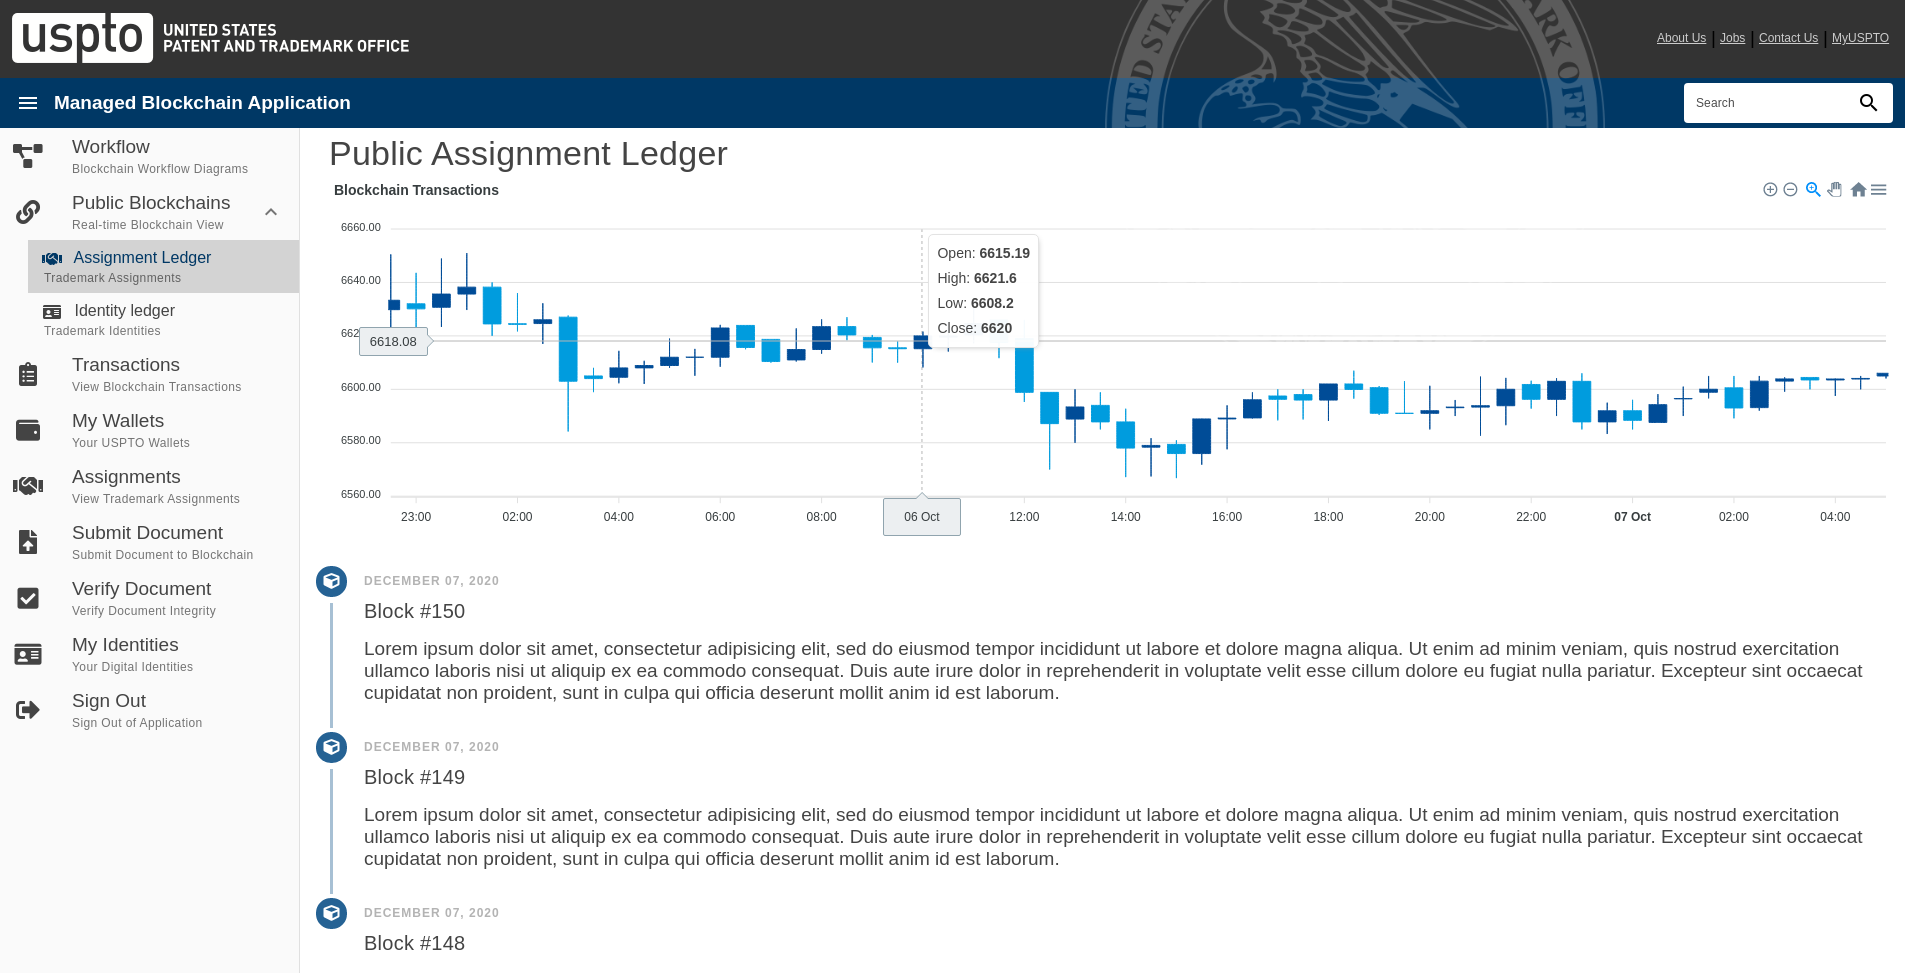 uspto UNITED STATES
PATENT AND TRADEMARK OFFICE
About Us | Jobs | Contact Us | MyUSPTO
Managed Blockchain Application
Search
Workflow
Blockchain Workflow Diagrams
Public Blockchains
Real-time Blockchain View
Assignment Ledger
Trademark Assignments
Identity ledger
Trademark Identities
Transactions
View Blockchain Transactions
My Wallets
Your USPTO Wallets
Assignments
View Trademark Assignments
Submit Document
Submit Document to Blockchain
Verify Document
Verify Document Integrity
My Identities
Your Digital Identities
Sign Out
Sign Out of Application
Public Assignment Ledger
Blockchain Transactions
6660.00
6640.00
6618.08
6600.00
6580.00
6560.00
Open: 6615.19
High: 6621.6
Low: 6608.2
Close: 6620
23:00 02:00 04:00 06:00 08:00 06 Oct 12:00 14:00 16:00 18:00 20:00 22:00 07 Oct 02:00 04:00
DECEMBER 07, 2020
Block #150
Lorem ipsum dolor sit amet, consectetur adipisicing elit, sed do eiusmod tempor incididunt ut labore et dolore magna aliqua. Ut enim ad minim veniam, quis nostrud exercitation
ullamco laboris nisi ut aliquip ex ea commodo consequat. Duis aute irure dolor in reprehenderit in voluptate velit esse cillum dolore eu fugiat nulla pariatur. Excepteur sint occaecat
cupidatat non proident, sunt in culpa qui officia deserunt mollit anim id est laborum.
DECEMBER 07, 2020
Block #149
Lorem ipsum dolor sit amet, consectetur adipisicing elit, sed do eiusmod tempor incididunt ut labore et dolore magna aliqua. Ut enim ad minim veniam, quis nostrud exercitation
ullamco laboris nisi ut aliquip ex ea commodo consequat. Duis aute irure dolor in reprehenderit in voluptate velit esse cillum dolore eu fugiat nulla pariatur. Excepteur sint occaecat
cupidatat non proident, sunt in culpa qui officia deserunt mollit anim id est laborum.
DECEMBER 07, 2020
Block #148